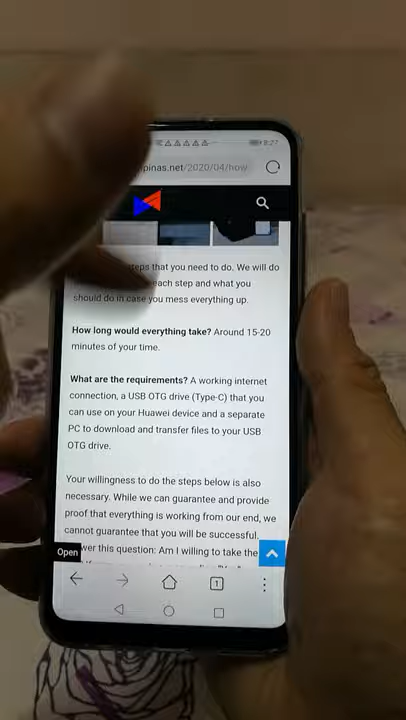 8:27
pinas.net/2020/04/how
teps that you need to do. We will do
each step and what you
should do in case you mess everything up.
How long would everything take? Around 15-20
minutes of your time.
What are the requirements? A working internet
connection, a USB OTG drive (Type-C) that you
can use on your Huawei device and a separate
PC to download and transfer files to your USB
OTG drive.
Your willingness to do the steps below is also
necessary. While we can guarantee and provide
proof that everything is working from our end, we
cannot guarantee that you will be successful.
Open
wer this question: Am I willing to take the
1